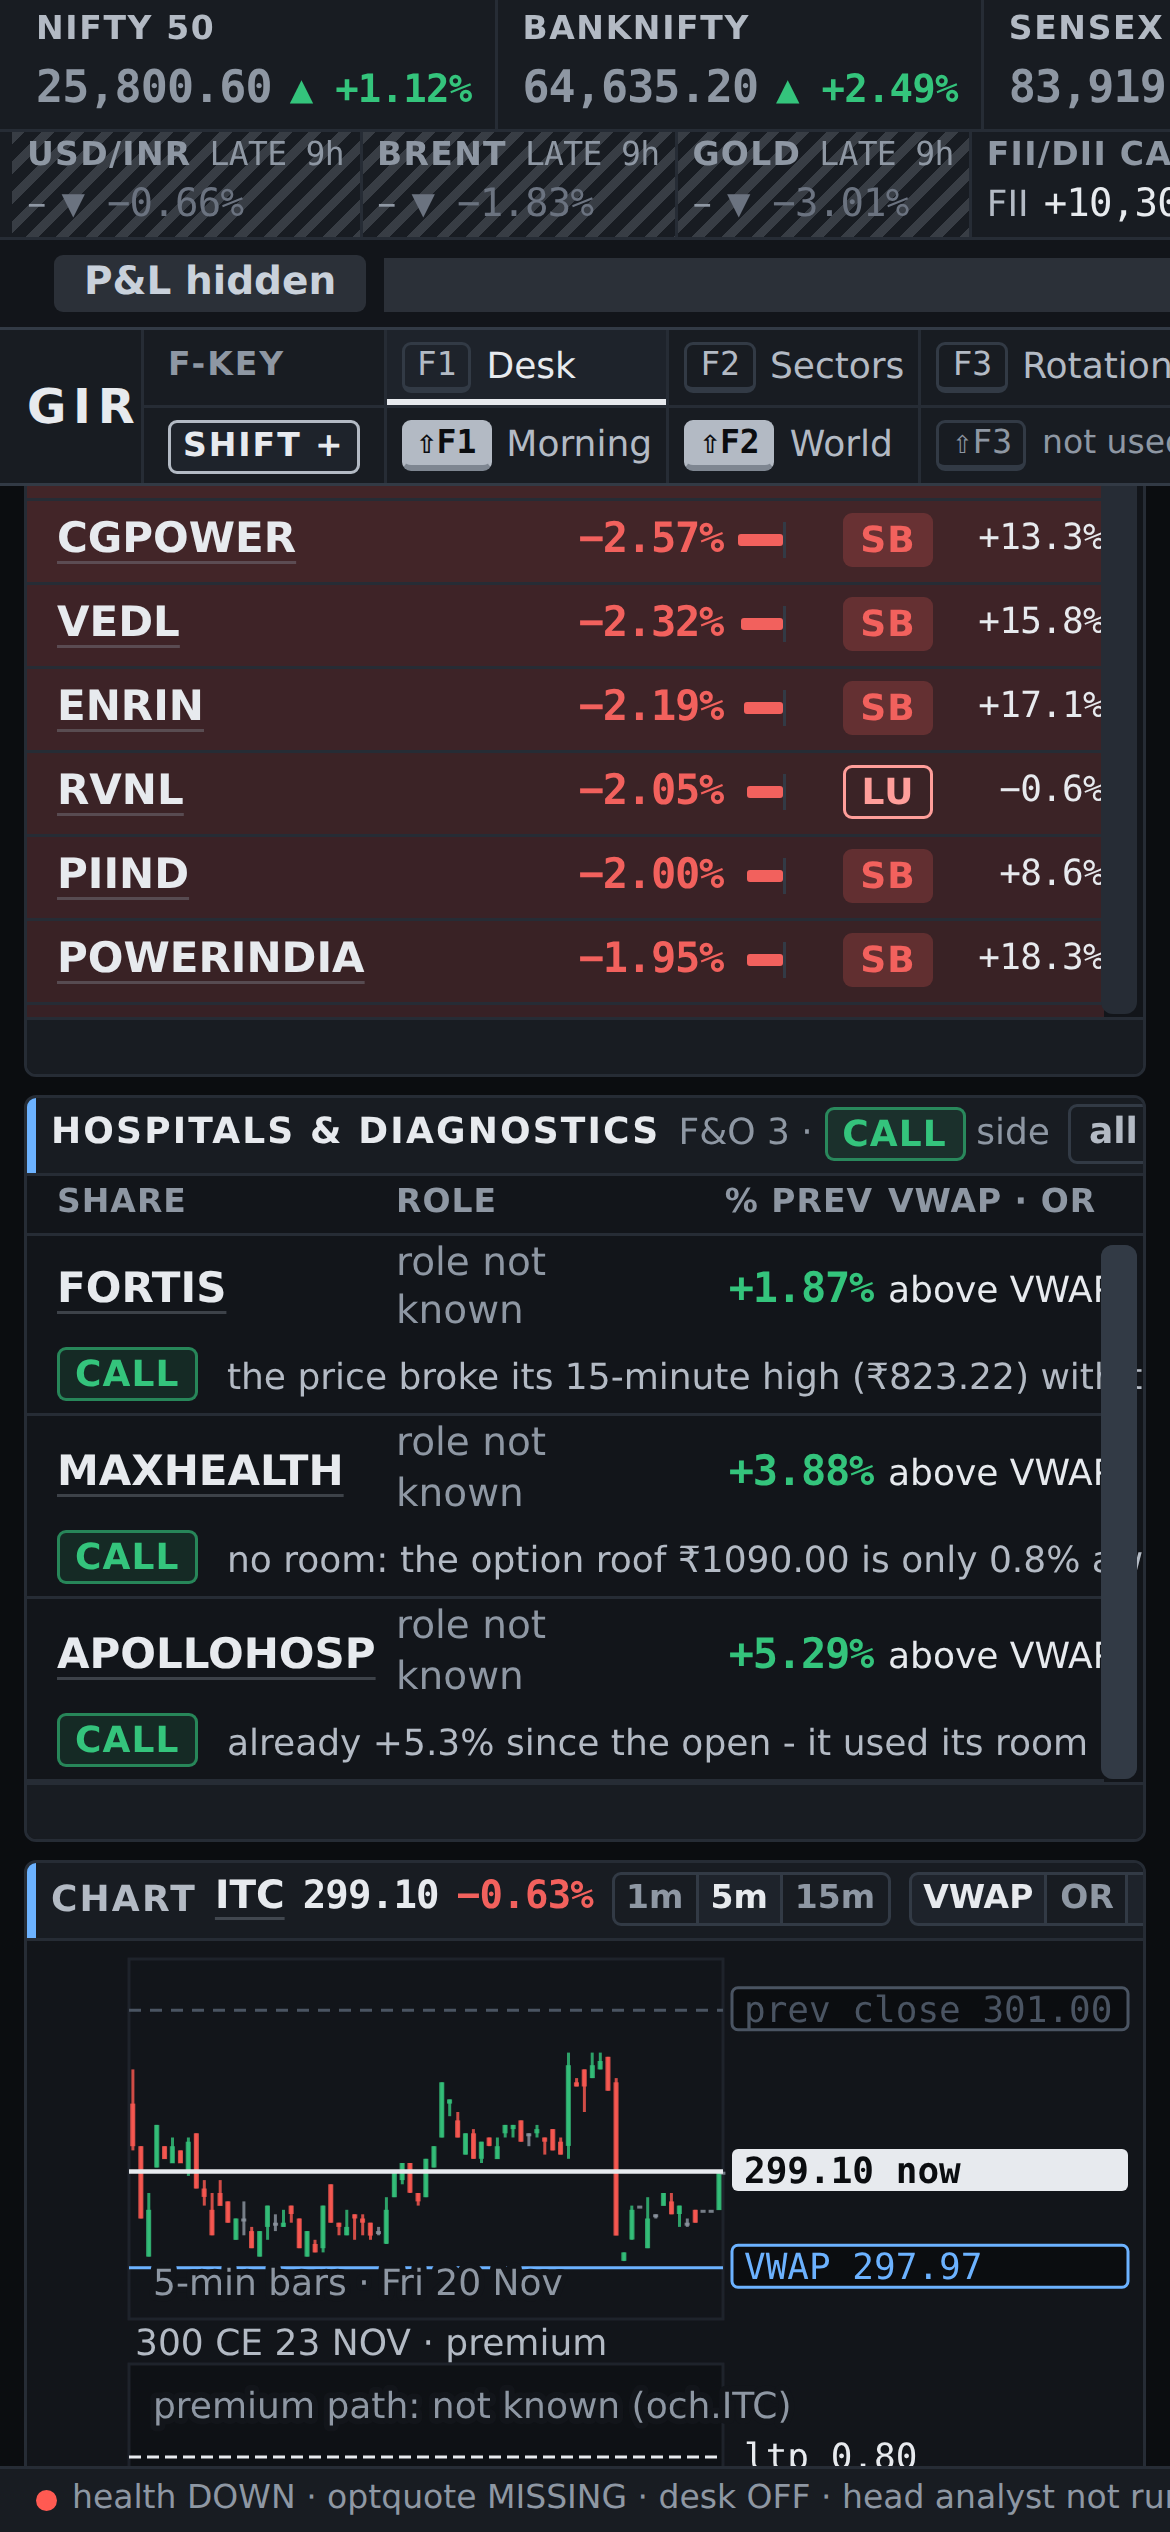 NIFTY 50 BANKNIFTY SENSEX
25,800.60 ▲ +1.12% 64,635.20 ▲ +2.49% 83,919
USD/INR LATE 9h BRENT LATE 9h GOLD LATE 9h FII/DII CA
– ▼ −0.66% – ▼ −1.83% – ▼ −3.01% FII +10,30
P&L hidden
GIR
F-KEY F1 Desk F2 Sectors F3 Rotation
SHIFT + ⇧F1 Morning ⇧F2 World ⇧F3 not used
CGPOWER −2.57% SB +13.3%
VEDL −2.32% SB +15.8%
ENRIN −2.19% SB +17.1%
RVNL −2.05% LU −0.6%
PIIND −2.00% SB +8.6%
POWERINDIA −1.95% SB +18.3%
HOSPITALS & DIAGNOSTICS F&O 3 · CALL side all
SHARE ROLE % PREV VWAP · OR
FORTIS role not known +1.87% above VWAP
CALL the price broke its 15-minute high (₹823.22)
MAXHEALTH role not known +3.88% above VWAP
CALL no room: the option roof ₹1090.00 is only 0.8%
APOLLOHOSP role not known +5.29% above VWAP
CALL already +5.3% since the open - it used its room
CHART ITC 299.10 −0.63% 1m 5m 15m VWAP OR
prev close 301.00
299.10 now
VWAP 297.97
5-min bars · Fri 20 Nov
300 CE 23 NOV · premium
premium path: not known (och.ITC)
ltp 0.80
health DOWN · optquote MISSING · desk OFF · head analyst not ru